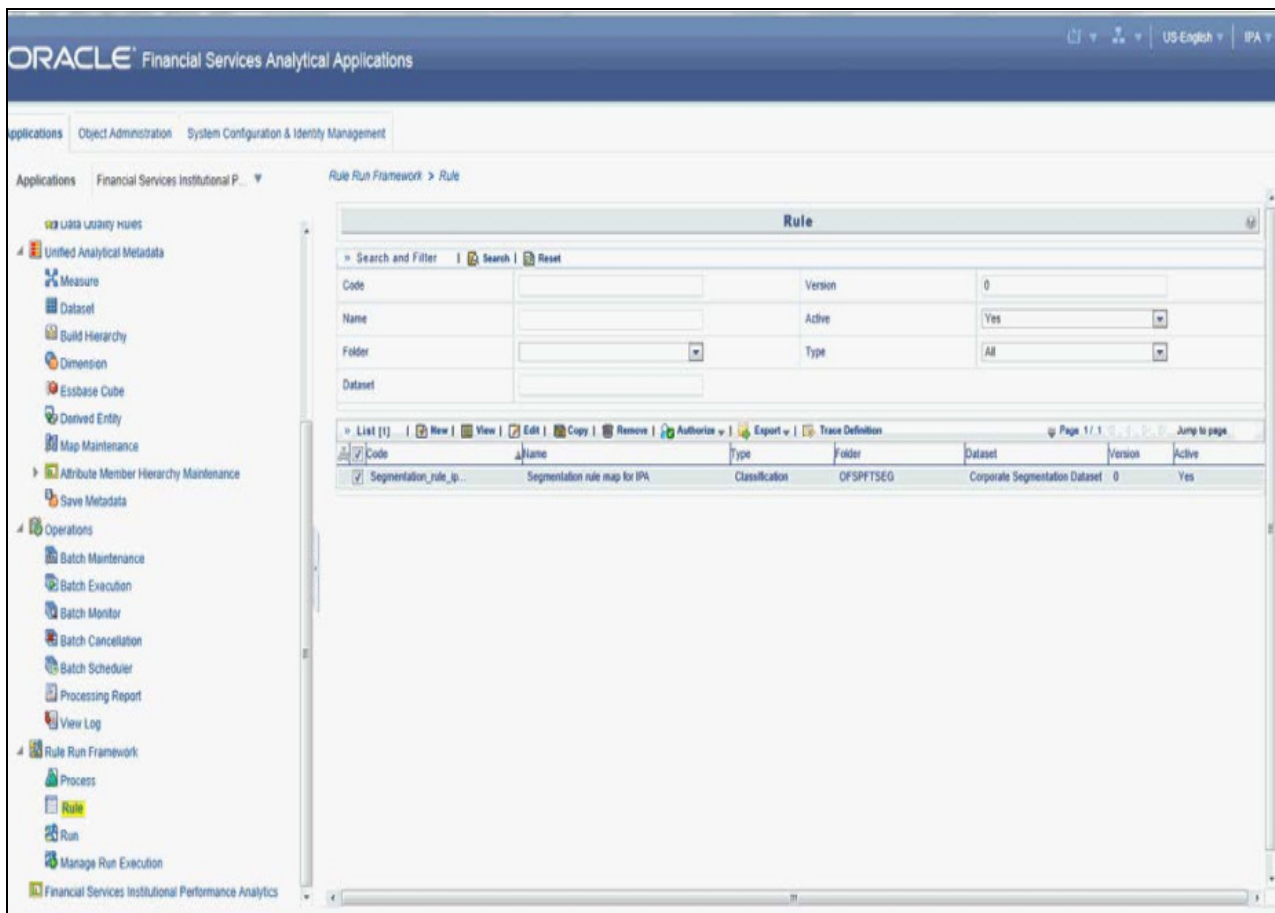 ORACLE Financial Services Analytical Applications
US-English
IPA
Applications
Object Administration
System Configuration & Identity Management
Applications
Financial Services Institutional P...
Rule Run Framework > Rule
Data Quality Rules
Unified Analytical Metadata
Measure
Dataset
Build Hierarchy
Dimension
Essbase Cube
Derived Entity
Map Maintenance
Attribute Member Hierarchy Maintenance
Save Metadata
Operations
Batch Maintenance
Batch Execution
Batch Monitor
Batch Cancellation
Batch Scheduler
Processing Report
View Log
Rule Run Framework
Process
Rule
Run
Manage Run Execution
Financial Services Institutional Performance Analytics
Rule
» Search and Filter | Search | Reset
Code
Version 0
Name
Active Yes
Folder
Type All
Dataset
» List [1] | New | View | Edit | Copy | Remove | Authorize | Export | Trace Definition
Page 1 / 1
Jump to page
Code Name Type Folder Dataset Version Active
Segmentation_rule_ip... Segmentation rule map for IPA Classification OFSPFTSEG Corporate Segmentation Dataset 0 Yes